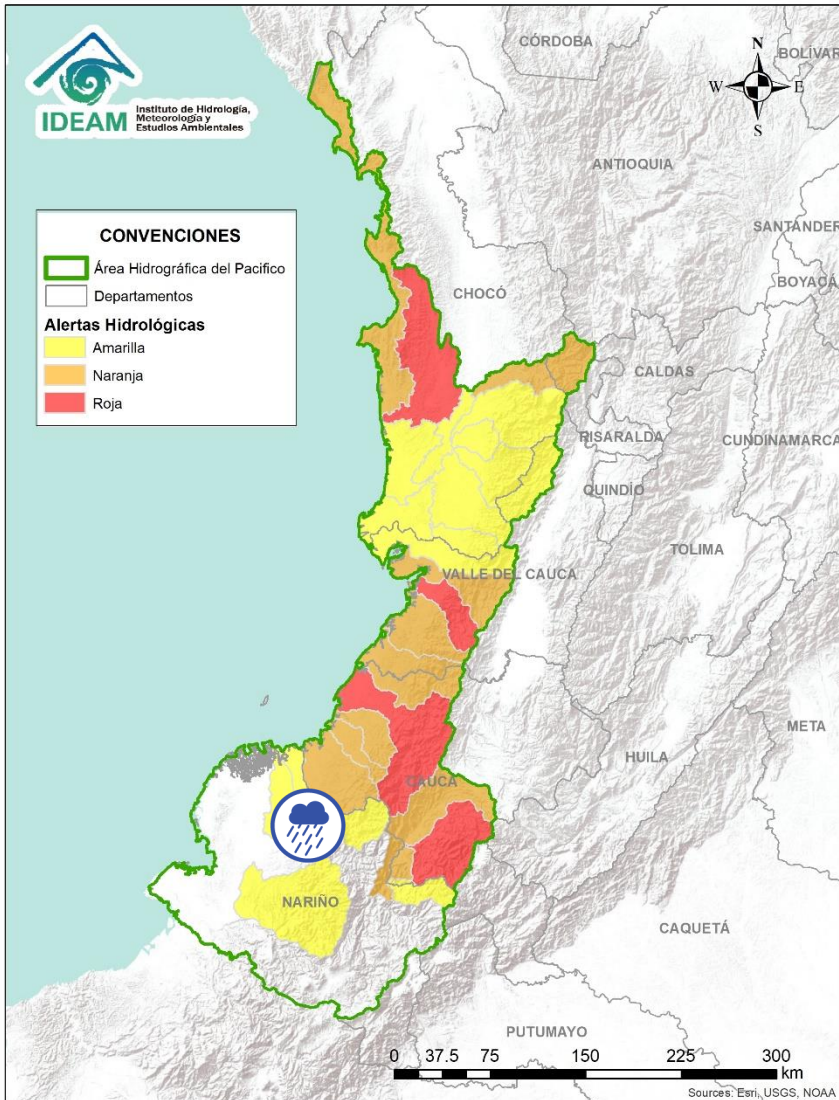 CÓRDOBA
BOLÍVAR
N
W
E
S
IDEAM
Instituto de Hidrología,
Meteorología y
Estudios Ambientales
ANTIOQUIA
CONVENCIONES
Área Hidrográfica del Pacifico
Departamentos
Alertas Hidrológicas
Amarilla
Naranja
Roja
SANTANDER
BOYACÁ
CHOCÓ
CALDAS
RISARALDA
CUNDINAMARCA
QUINDÍO
TOLIMA
VALLE DEL CAUCA
META
HUILA
CAUCA
NARIÑO
CAQUETÁ
PUTUMAYO
0 37.5 75 150 225 300
km
Sources: Esri, USGS, NOAA